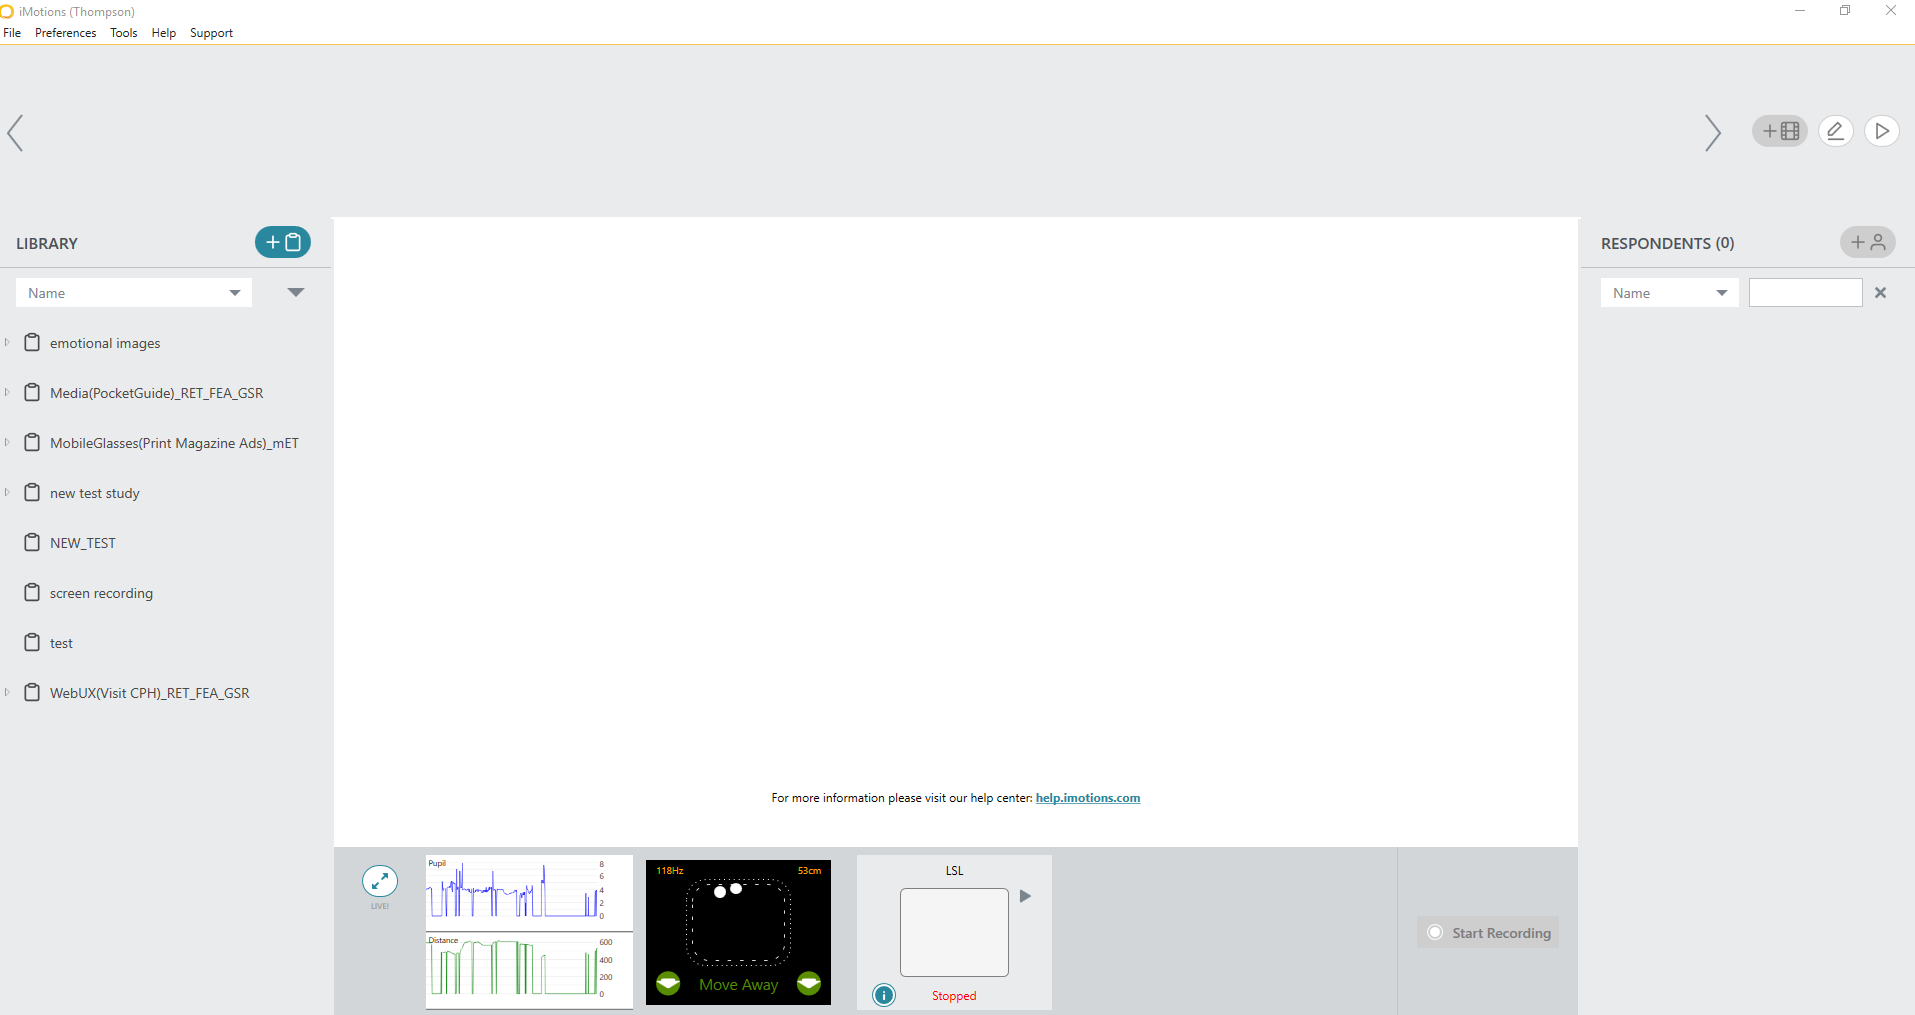 iMotions (Thompson)
File Preferences Tools Help Support
LIBRARY
Name
emotional images
Media(PocketGuide)_RET_FEA_GSR
MobileGlasses(Print Magazine Ads)_mET
new test study
NEW_TEST
screen recording
test
WebUX(Visit CPH)_RET_FEA_GSR
For more information please visit our help center: help.imotions.com
RESPONDENTS (0)
Name
LIVE!
Pupil
8
6
4
2
0
Distance
600
400
200
0
118Hz 53cm
Move Away
LSL
Stopped
Start Recording